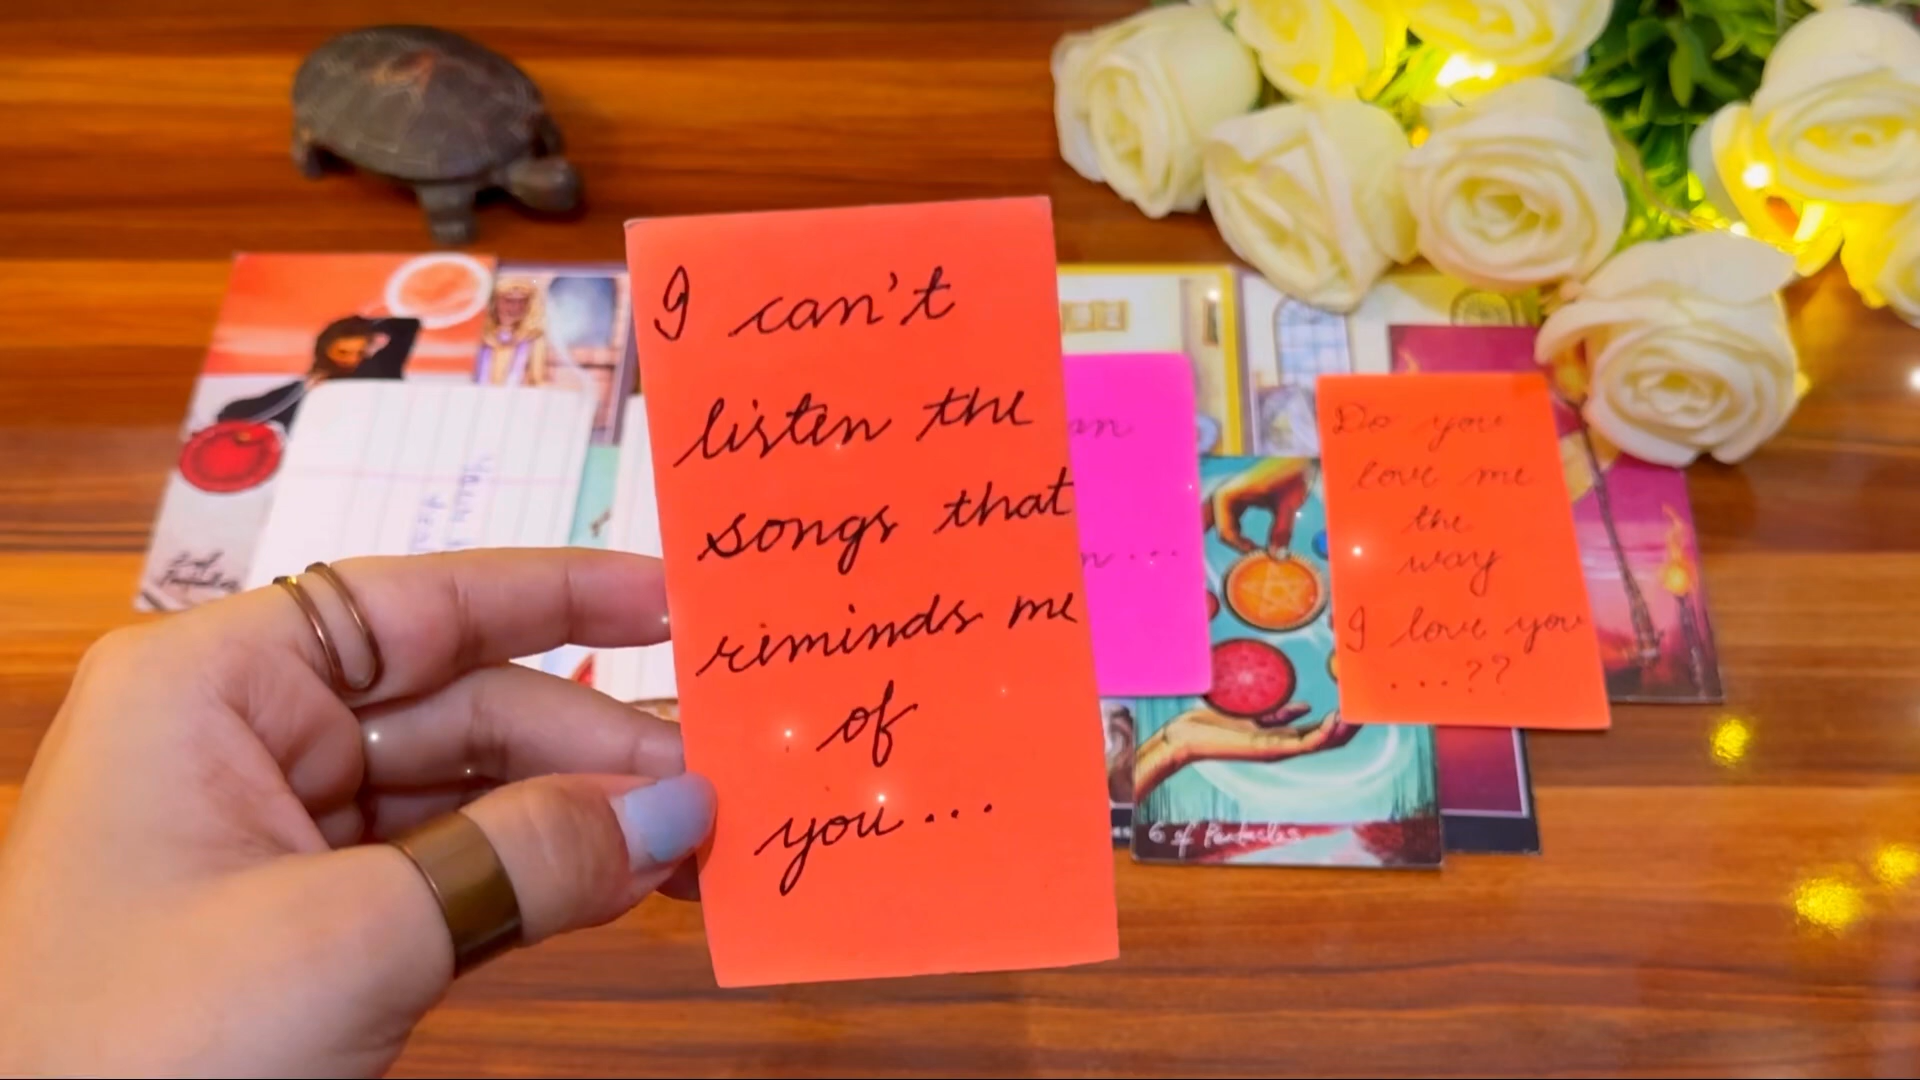 I can't
listen the
songs that
reminds me
of
you...
Do you
love me
the
way
I love you
...??
6 of Pentacles